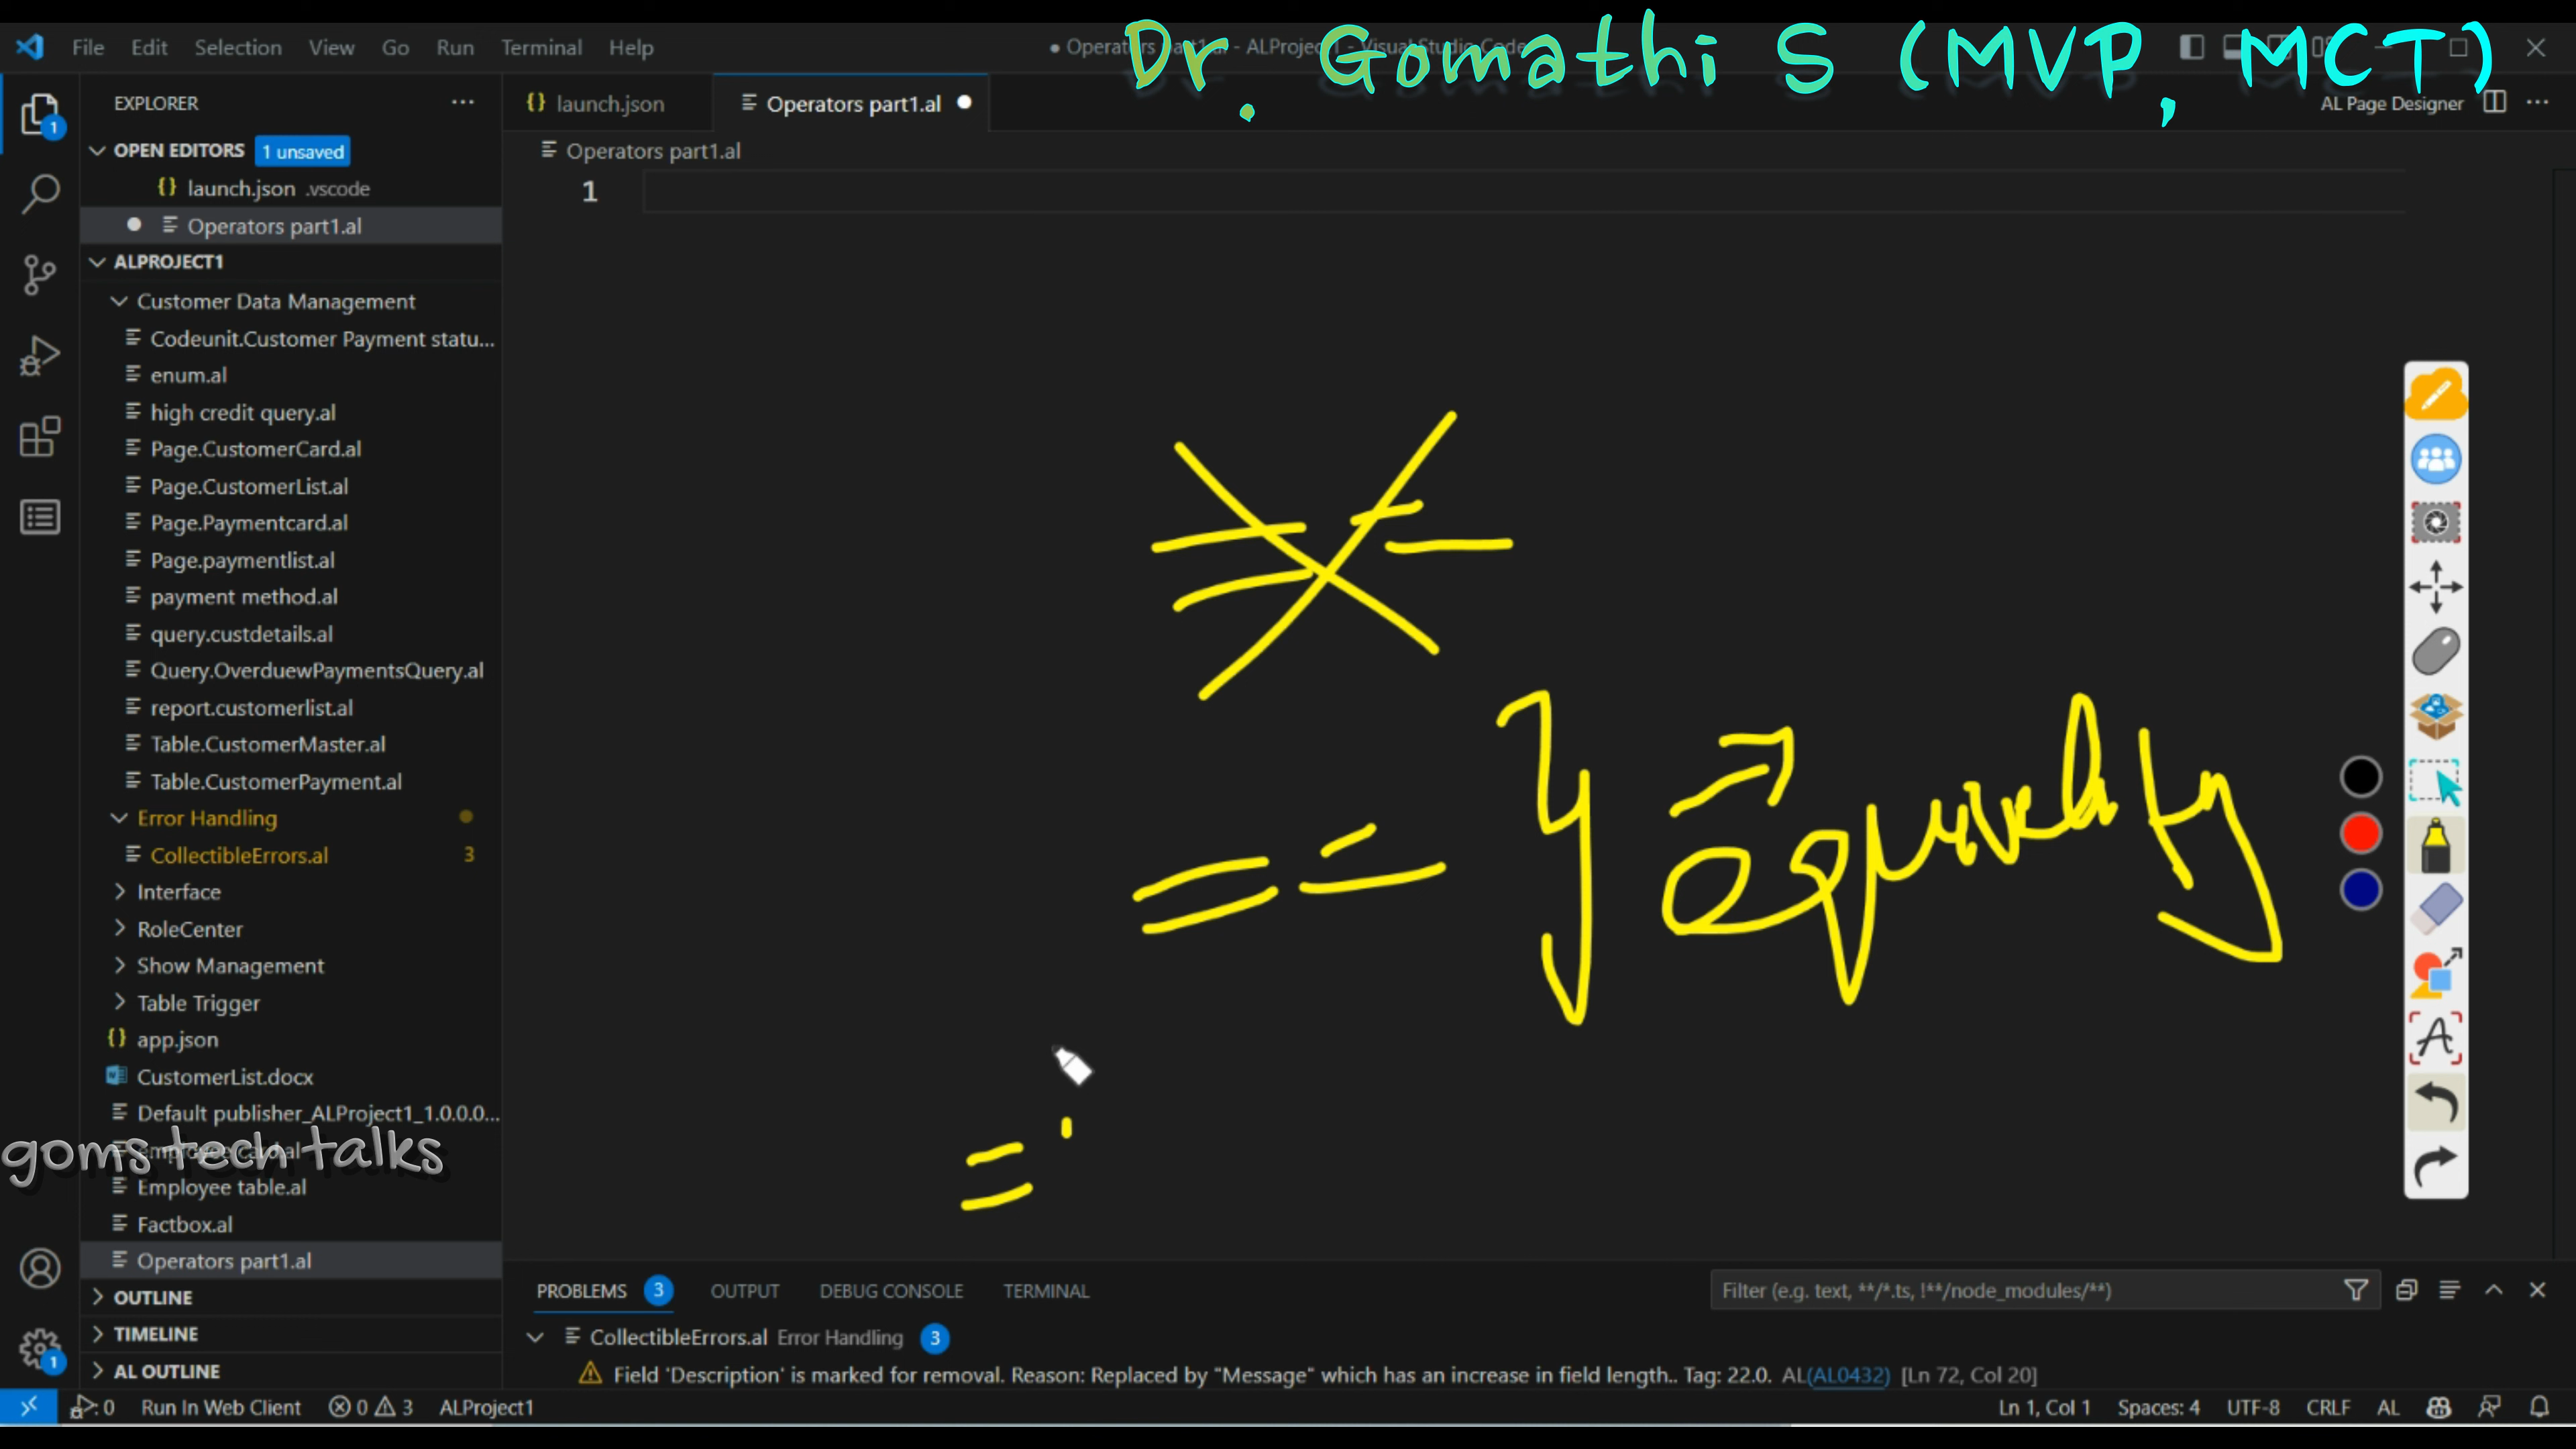 Dr. Gomathi S (MVP, MCT)
File Edit Selection View Go Run Terminal Help
EXPLORER
OPEN EDITORS 1 unsaved
launch.json .vscode
Operators part1.al
ALPROJECT1
Customer Data Management
Codeunit.Customer Payment statu...
enum.al
high credit query.al
Page.CustomerCard.al
Page.CustomerList.al
Page.Paymentcard.al
Page.paymentlist.al
payment method.al
query.custdetails.al
Query.OverduewPaymentsQuery.al
report.customerlist.al
Table.CustomerMaster.al
Table.CustomerPayment.al
Error Handling
CollectibleErrors.al 3
Interface
RoleCenter
Show Management
Table Trigger
app.json
CustomerList.docx
Default publisher_ALProject1_1.0.0.0...
goms tech talks
Employee table.al
Factbox.al
Operators part1.al
OUTLINE
TIMELINE
AL OUTLINE
launch.json
Operators part1.al
AL Page Designer
Operators part1.al
1
= =
= = }
=
PROBLEMS 3 OUTPUT DEBUG CONSOLE TERMINAL
Filter (e.g. text, **/*.ts, !**/node_modules/**)
CollectibleErrors.al Error Handling 3
Field 'Description' is marked for removal. Reason: Replaced by "Message" which has an increase in field length.. Tag: 22.0. AL(AL0432) [Ln 72, Col 20]
0 Run In Web Client 0 3 ALProject1
Ln 1, Col 1 Spaces: 4 UTF-8 CRLF AL